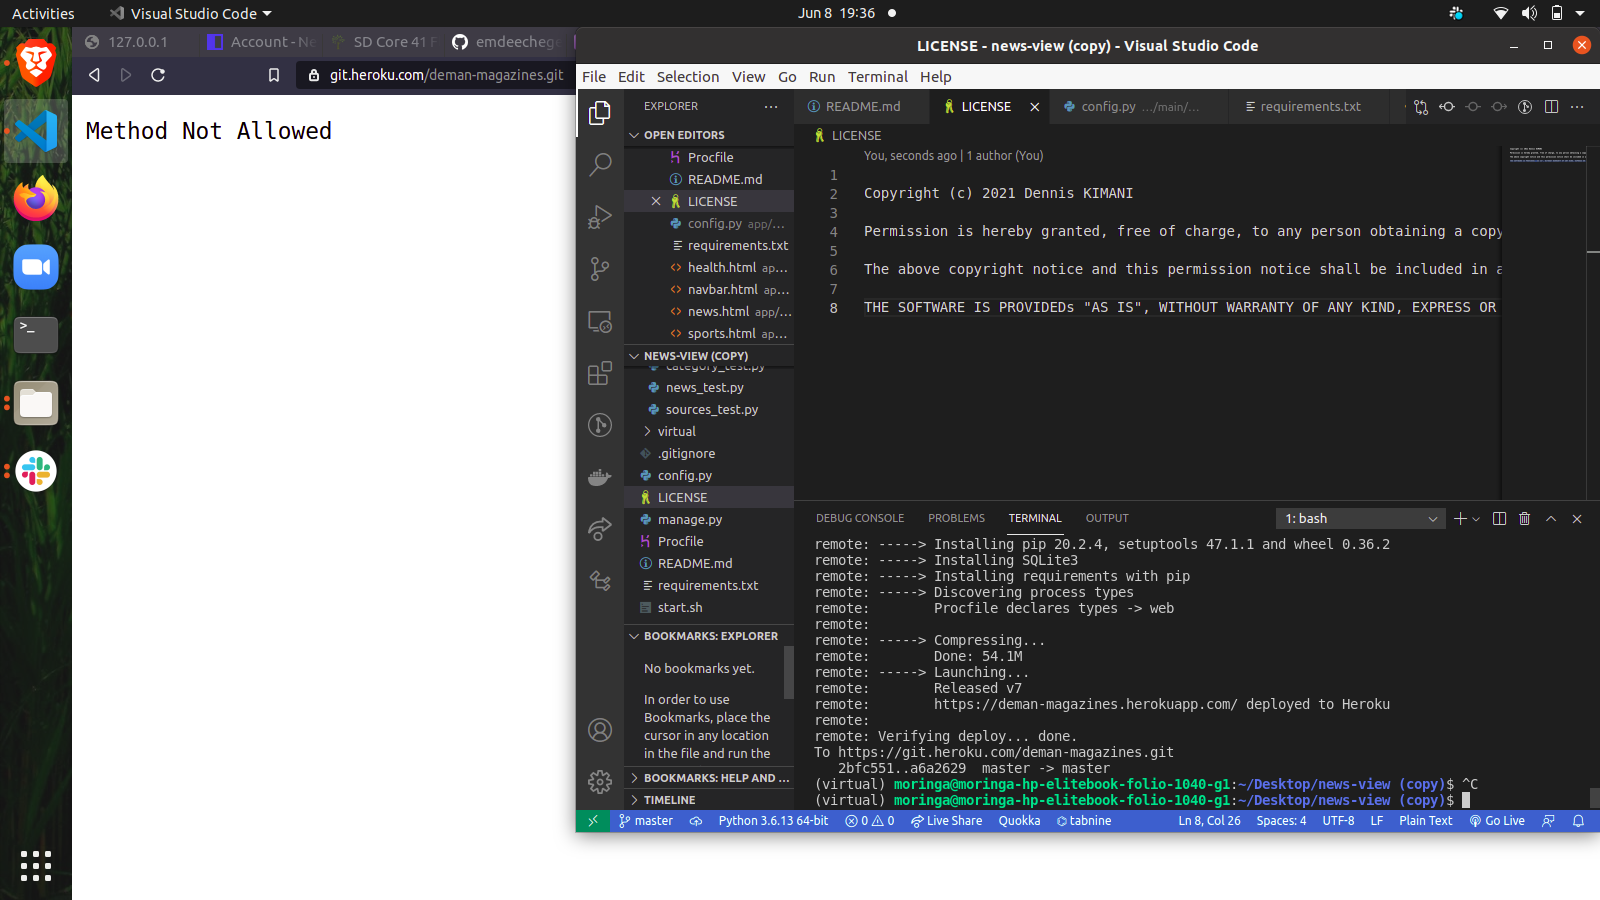 Activities
Visual Studio Code
Jun 8 19:36
127.0.0.1
Account - Ne
SD Core 41 F
emdeecheg
git.heroku.com/deman-magazines.git
Method Not Allowed
LICENSE - news-view (copy) - Visual Studio Code
File Edit Selection View Go Run Terminal Help
EXPLORER
README.md
LICENSE
config.py .../main/...
requirements.txt
OPEN EDITORS
Procfile
README.md
LICENSE
config.py app/...
requirements.txt
health.html ap...
navbar.html ap...
news.html app/...
sports.html ap...
NEWS-VIEW (COPY)
category_test.py
news_test.py
sources_test.py
virtual
.gitignore
config.py
LICENSE
manage.py
Procfile
README.md
requirements.txt
start.sh
BOOKMARKS: EXPLORER
No bookmarks yet.
In order to use
Bookmarks, place the
cursor in any location
in the file and run the
BOOKMARKS: HELP AND ...
TIMELINE
LICENSE
You, seconds ago | 1 author (You)
1
2 Copyright (c) 2021 Dennis KIMANI
3
4 Permission is hereby granted, free of charge, to any person obtaining a copy
5
6 The above copyright notice and this permission notice shall be included in a
7
8 THE SOFTWARE IS PROVIDEDs "AS IS", WITHOUT WARRANTY OF ANY KIND, EXPRESS OR
DEBUG CONSOLE PROBLEMS TERMINAL OUTPUT
1: bash
remote: -----> Installing pip 20.2.4, setuptools 47.1.1 and wheel 0.36.2
remote: -----> Installing SQLite3
remote: -----> Installing requirements with pip
remote: -----> Discovering process types
remote: Procfile declares types -> web
remote:
remote: -----> Compressing...
remote: Done: 54.1M
remote: -----> Launching...
remote: Released v7
remote: https://deman-magazines.herokuapp.com/ deployed to Heroku
remote:
remote: Verifying deploy... done.
To https://git.heroku.com/deman-magazines.git
2bfc551..a6a2629 master -> master
(virtual) moringa@moringa-hp-elitebook-folio-1040-g1:~/Desktop/news-view (copy)$ ^C
(virtual) moringa@moringa-hp-elitebook-folio-1040-g1:~/Desktop/news-view (copy)$
master
Python 3.6.13 64-bit
0 0
Live Share
Quokka
tabnine
Ln 8, Col 26
Spaces: 4
UTF-8
LF
Plain Text
Go Live